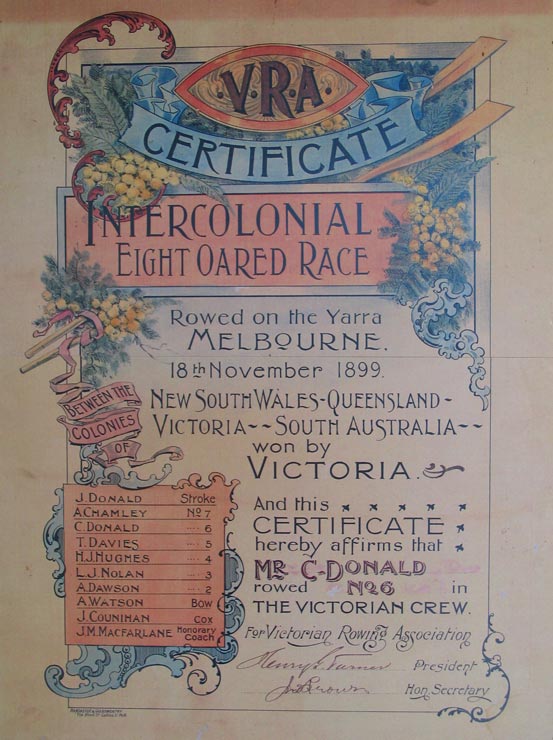 V.R.A.
CERTIFICATE
INTERCOLONIAL
EIGHT OARED RACE
Rowed on the Yarra
MELBOURNE.
18th November 1899.
BETWEEN THE
COLONIES
OF
NEW SOUTH WALES - QUEENSLAND -
VICTORIA - - SOUTH AUSTRALIA - -
won by
VICTORIA.
J. DONALD Stroke
A. CHAMLEY No 7
C. DONALD .... 6
T. DAVIES .... 5
H.J. HUGHES .... 4
L.J. NOLAN .... 3
A. DAWSON .... 2
A. WATSON Bow
J. COUNIHAN cox
J.M. MACFARLANE Honorary Coach
And this
CERTIFICATE
hereby affirms that
MR C. DONALD
rowed No 6 in
THE VICTORIAN CREW.
For Victorian Rowing Association
President
Hon. Secretary